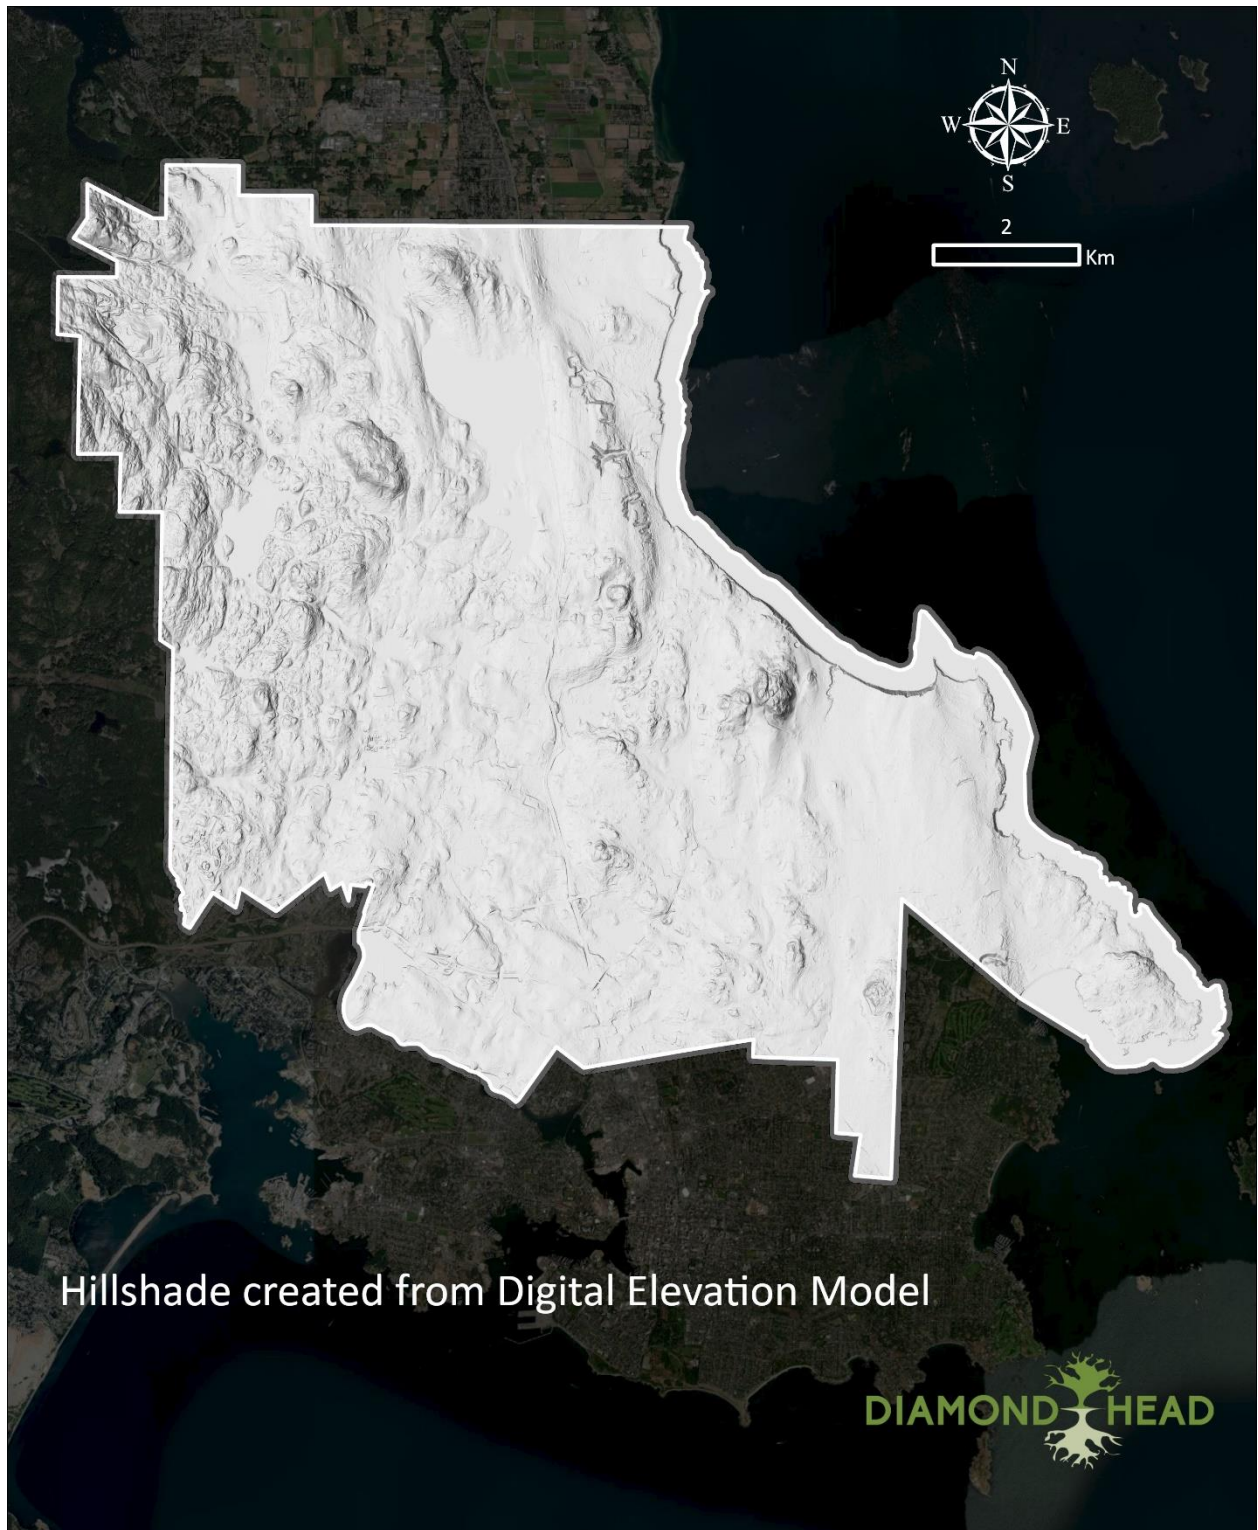 N
W E
S
2
Km
Hillshade created from Digital Elevation Model
DIAMOND HEAD